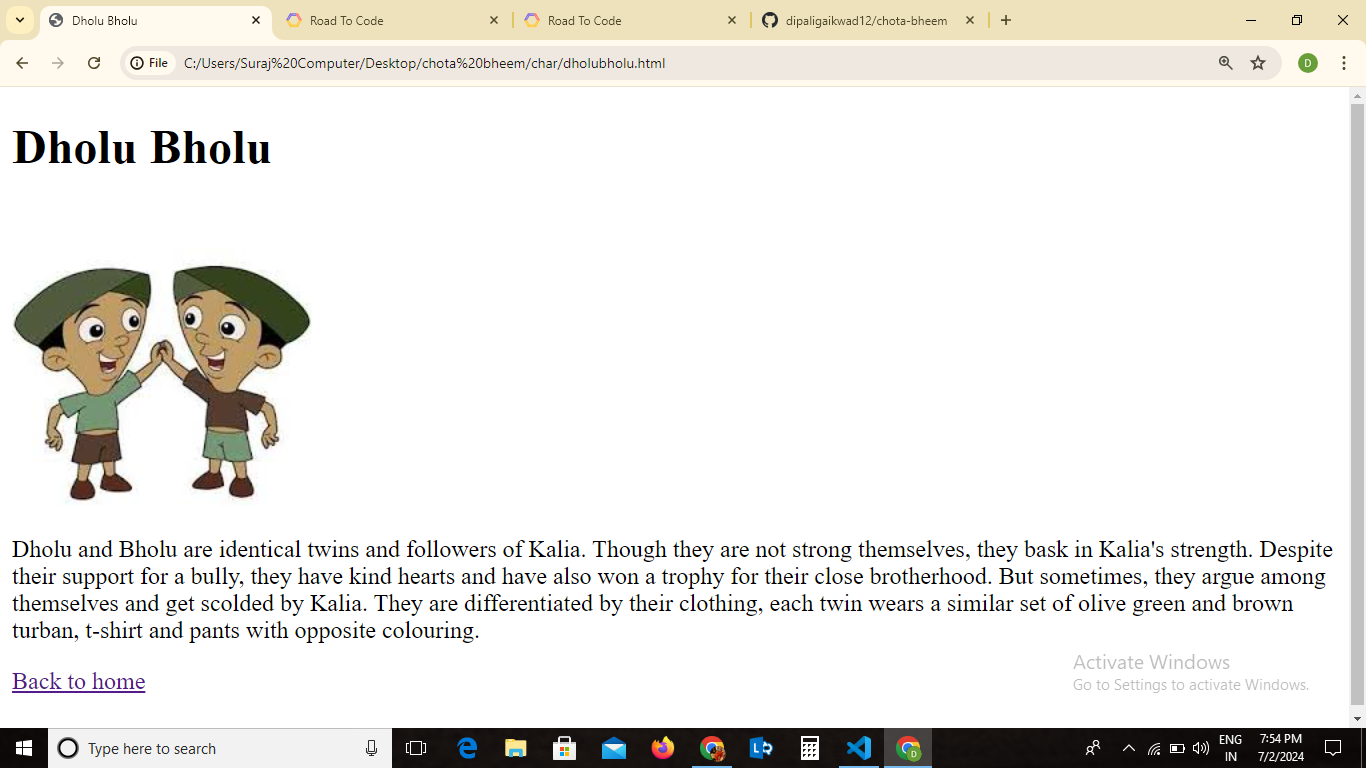 Dholu Bholu
Road To Code
Road To Code
dipaligaikwad12/chota-bheem
File
C:/Users/Suraj%20Computer/Desktop/chota%20bheem/char/dholubholu.html
D
Dholu Bholu
Dholu and Bholu are identical twins and followers of Kalia. Though they are not strong themselves, they bask in Kalia's strength. Despite
their support for a bully, they have kind hearts and have also won a trophy for their close brotherhood. But sometimes, they argue among
themselves and get scolded by Kalia. They are differentiated by their clothing, each twin wears a similar set of olive green and brown
turban, t-shirt and pants with opposite colouring.
Back to home
Activate Windows
Go to Settings to activate Windows.
Type here to search
D
ENG
IN
7:54 PM
7/2/2024